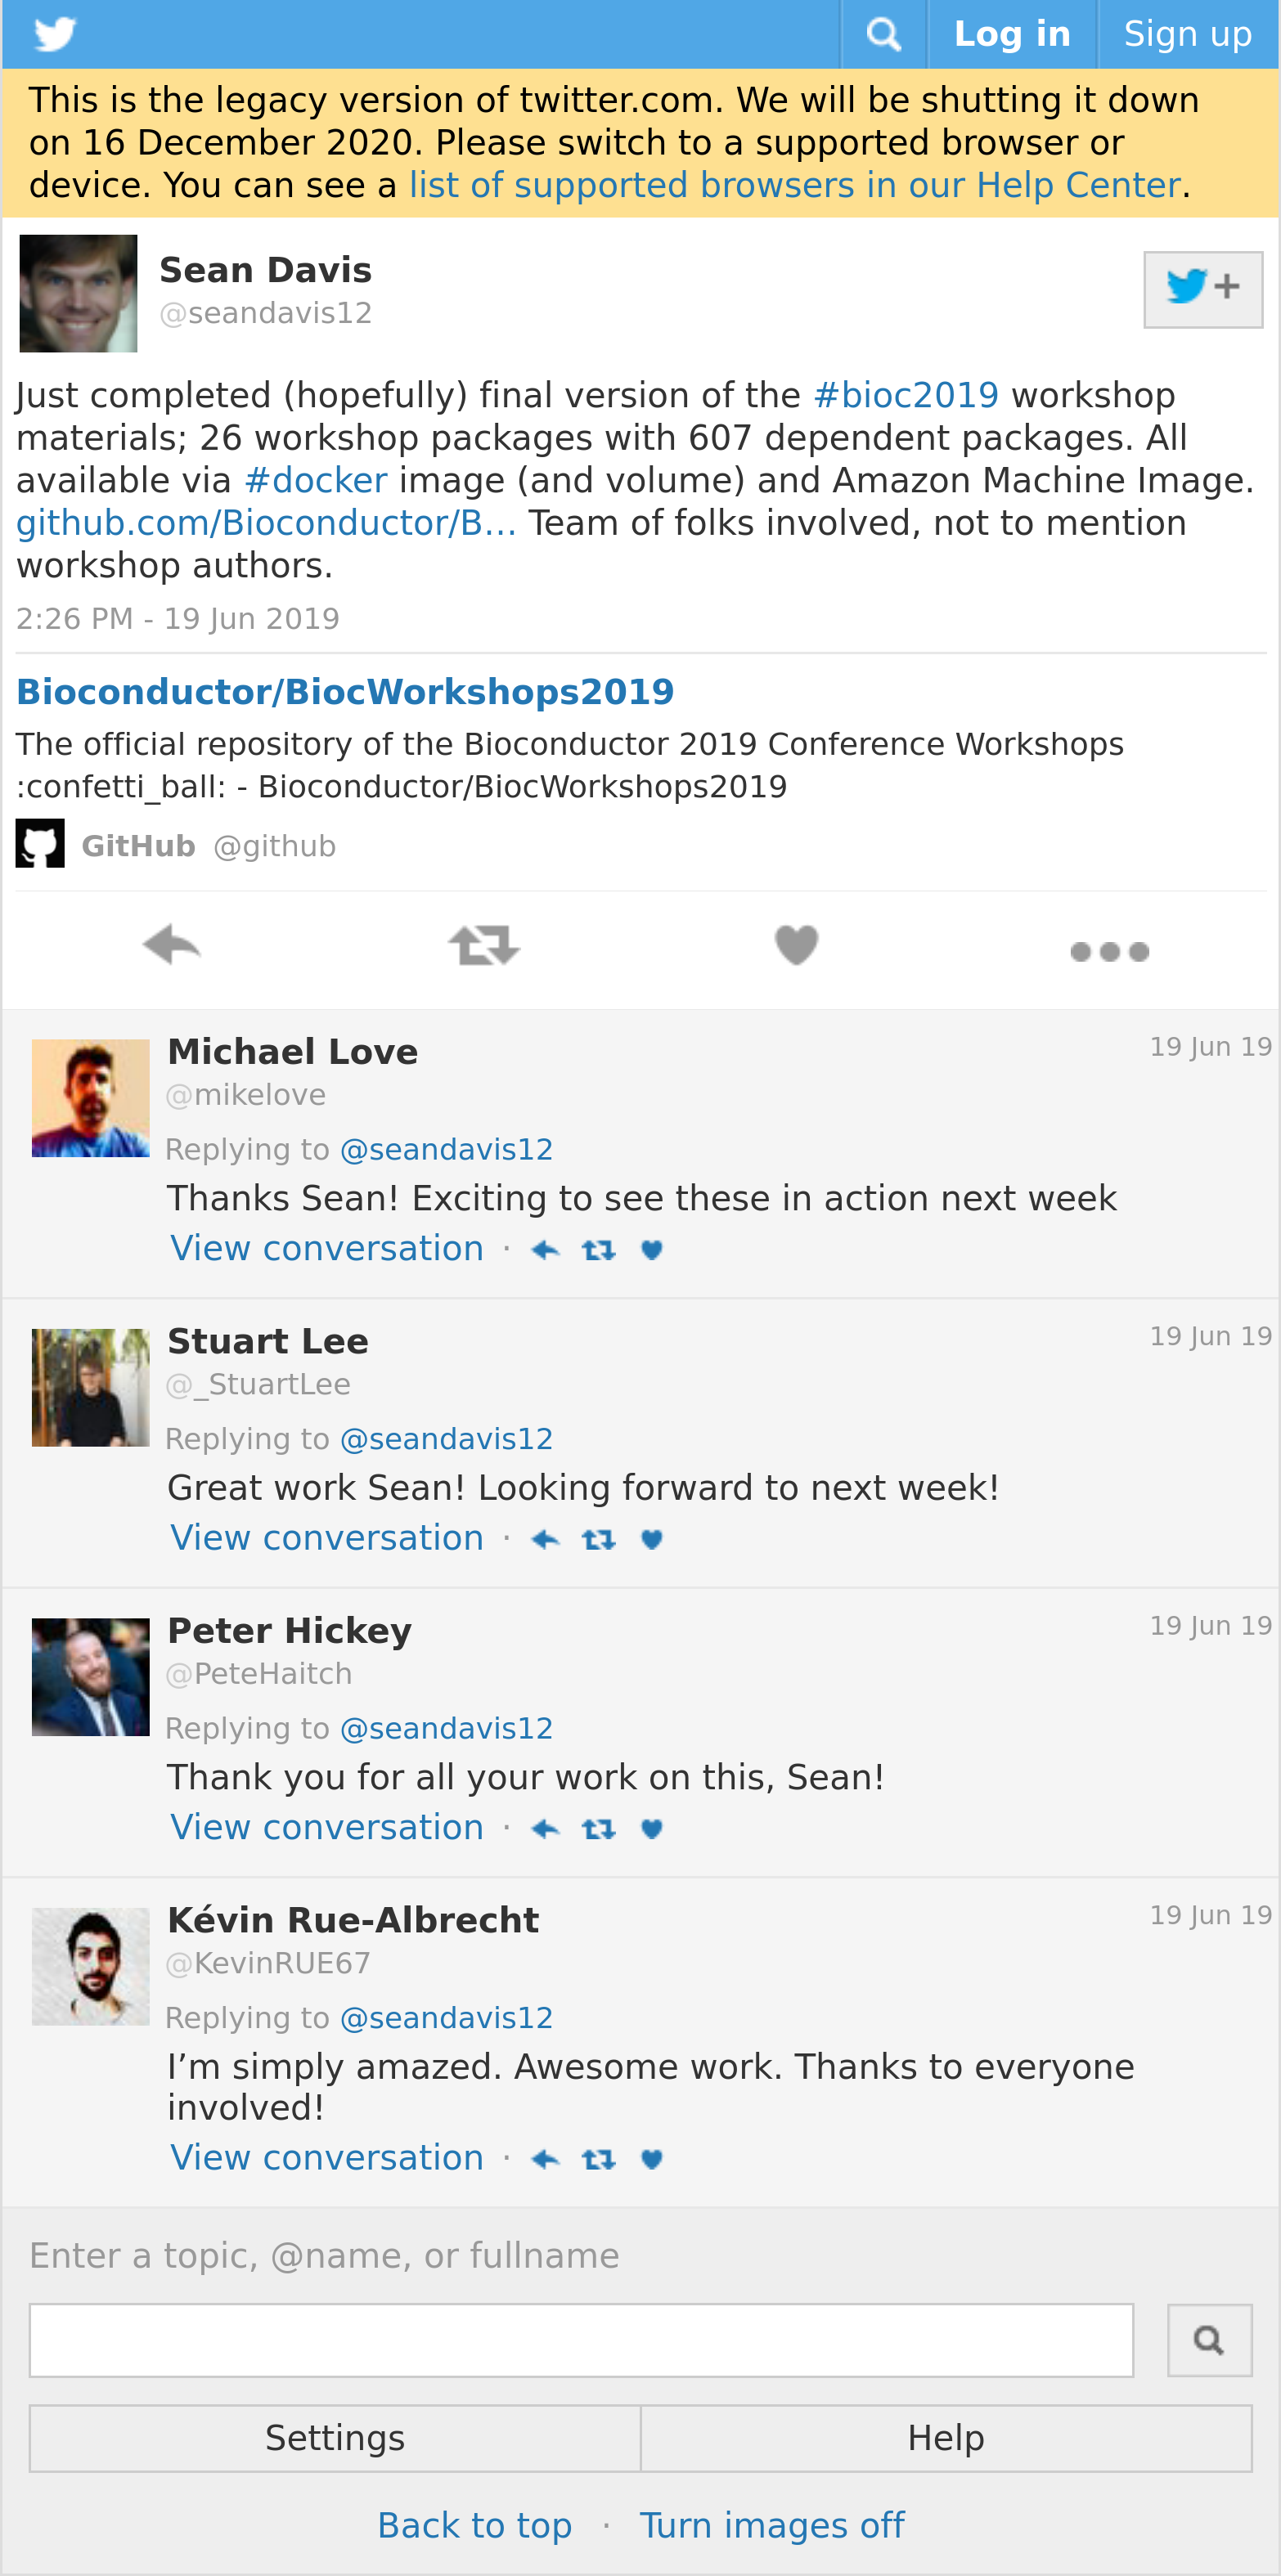 Log in Sign up
This is the legacy version of twitter.com. We will be shutting it down
on 16 December 2020. Please switch to a supported browser or
device. You can see a list of supported browsers in our Help Center.
Sean Davis
@seandavis12
+
Just completed (hopefully) final version of the #bioc2019 workshop
materials; 26 workshop packages with 607 dependent packages. All
available via #docker image (and volume) and Amazon Machine Image.
github.com/Bioconductor/B… Team of folks involved, not to mention
workshop authors.
2:26 PM - 19 Jun 2019
Bioconductor/BiocWorkshops2019
The official repository of the Bioconductor 2019 Conference Workshops
:confetti_ball: - Bioconductor/BiocWorkshops2019
GitHub @github
Michael Love 19 Jun 19
@mikelove
Replying to @seandavis12
Thanks Sean! Exciting to see these in action next week
View conversation ·
Stuart Lee 19 Jun 19
@_StuartLee
Replying to @seandavis12
Great work Sean! Looking forward to next week!
View conversation ·
Peter Hickey 19 Jun 19
@PeteHaitch
Replying to @seandavis12
Thank you for all your work on this, Sean!
View conversation ·
Kévin Rue-Albrecht 19 Jun 19
@KevinRUE67
Replying to @seandavis12
I’m simply amazed. Awesome work. Thanks to everyone
involved!
View conversation ·
Enter a topic, @name, or fullname
Settings Help
Back to top · Turn images off